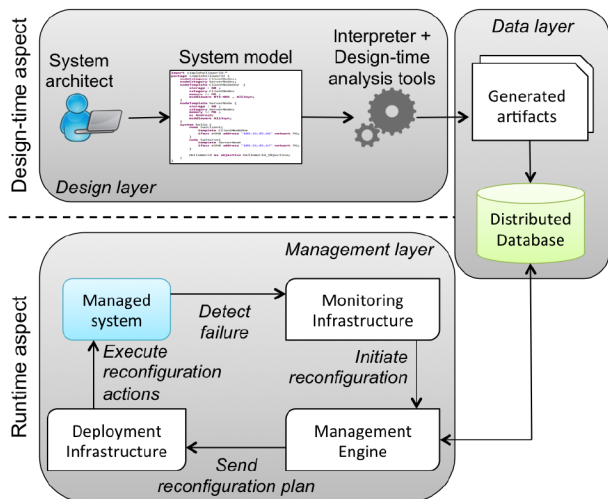 Design-time aspect
System
architect
System model
Interpreter +
Design-time
analysis tools
Design layer
Data layer
Generated
artifacts
Distributed
Database
Runtime aspect
Management layer
Managed
system
Detect
failure
Monitoring
Infrastructure
Initiate
reconfiguration
Execute
reconfiguration
actions
Deployment
Infrastructure
Management
Engine
Send
reconfiguration plan